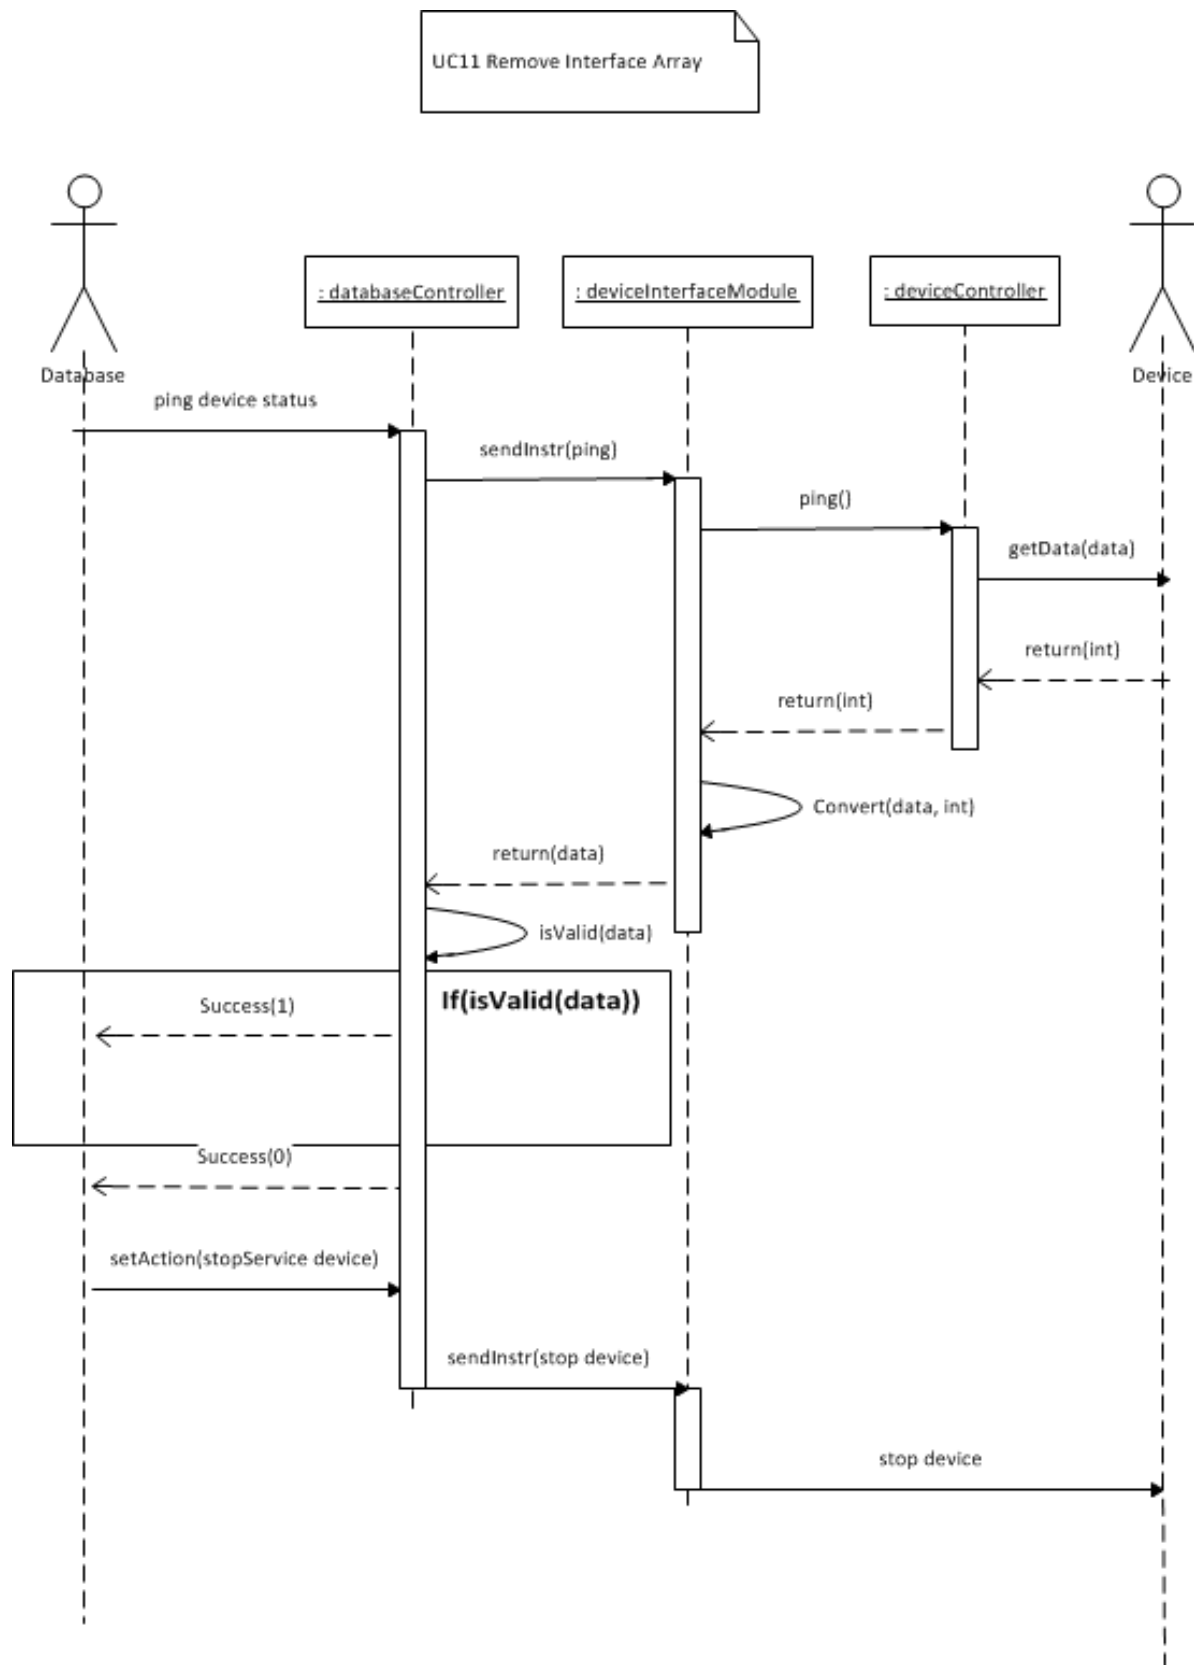 UC11 Remove Interface Array
: databaseController
: deviceInterfaceModule
: deviceController
Database
Device
ping device status
sendInstr(ping)
ping()
getData(data)
return(int)
return(int)
Convert(data, int)
return(data)
isValid(data)
If(isValid(data))
Success(1)
Success(0)
setAction(stopService device)
sendInstr(stop device)
stop device